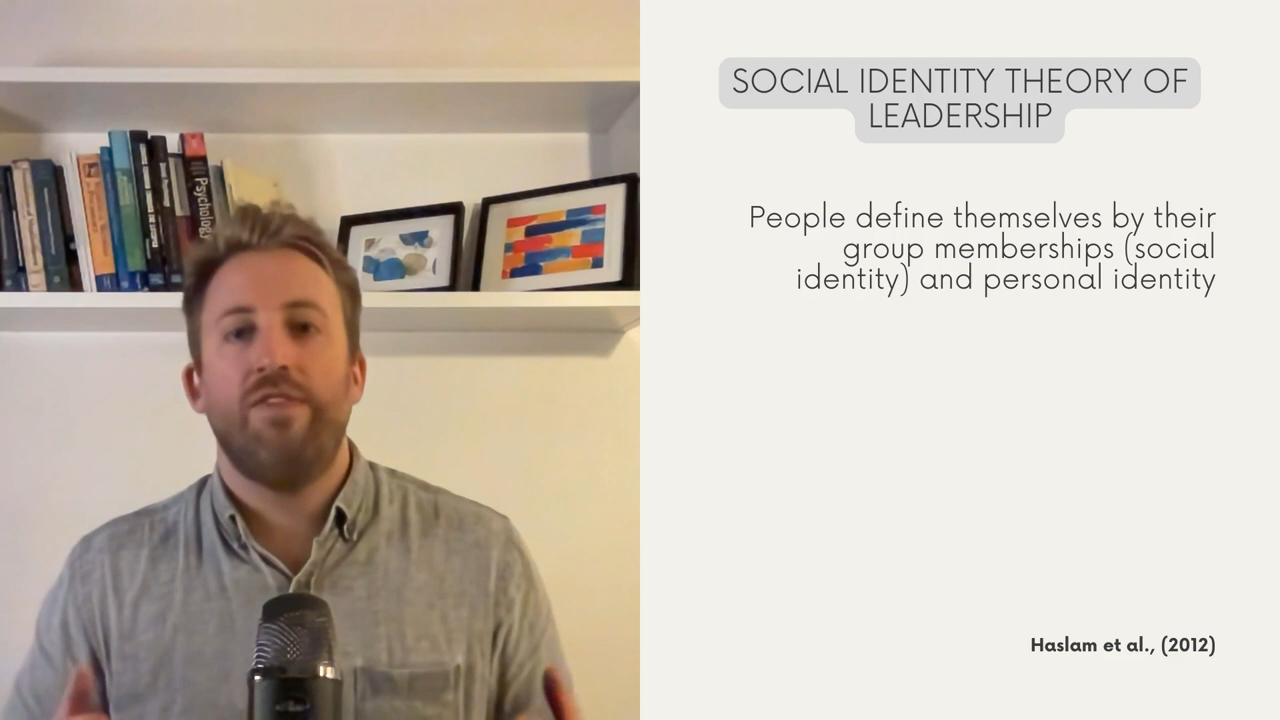 Psychology
SOCIAL IDENTITY THEORY OF
LEADERSHIP
People define themselves by their
group memberships (social
identity) and personal identity
Haslam et al., (2012)